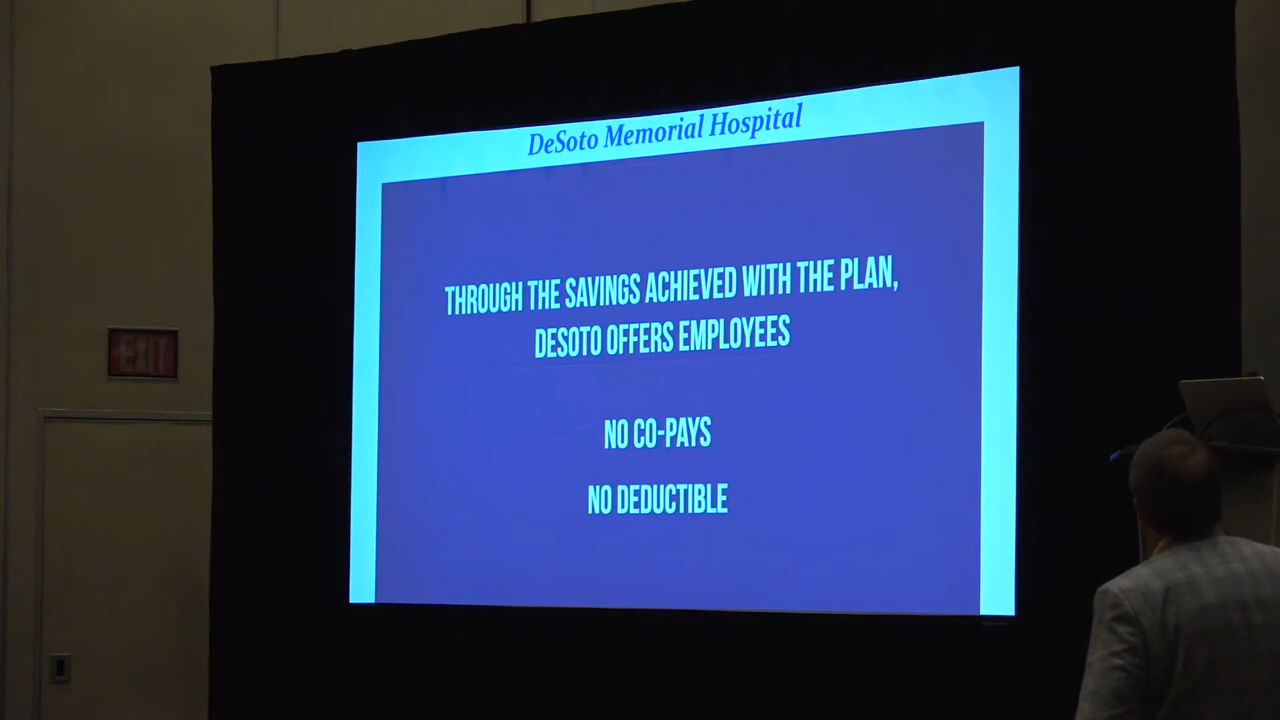 DeSoto Memorial Hospital
THROUGH THE SAVINGS ACHIEVED WITH THE PLAN,
DESOTO OFFERS EMPLOYEES
EXIT
NO CO-PAYS
NO DEDUCTIBLE